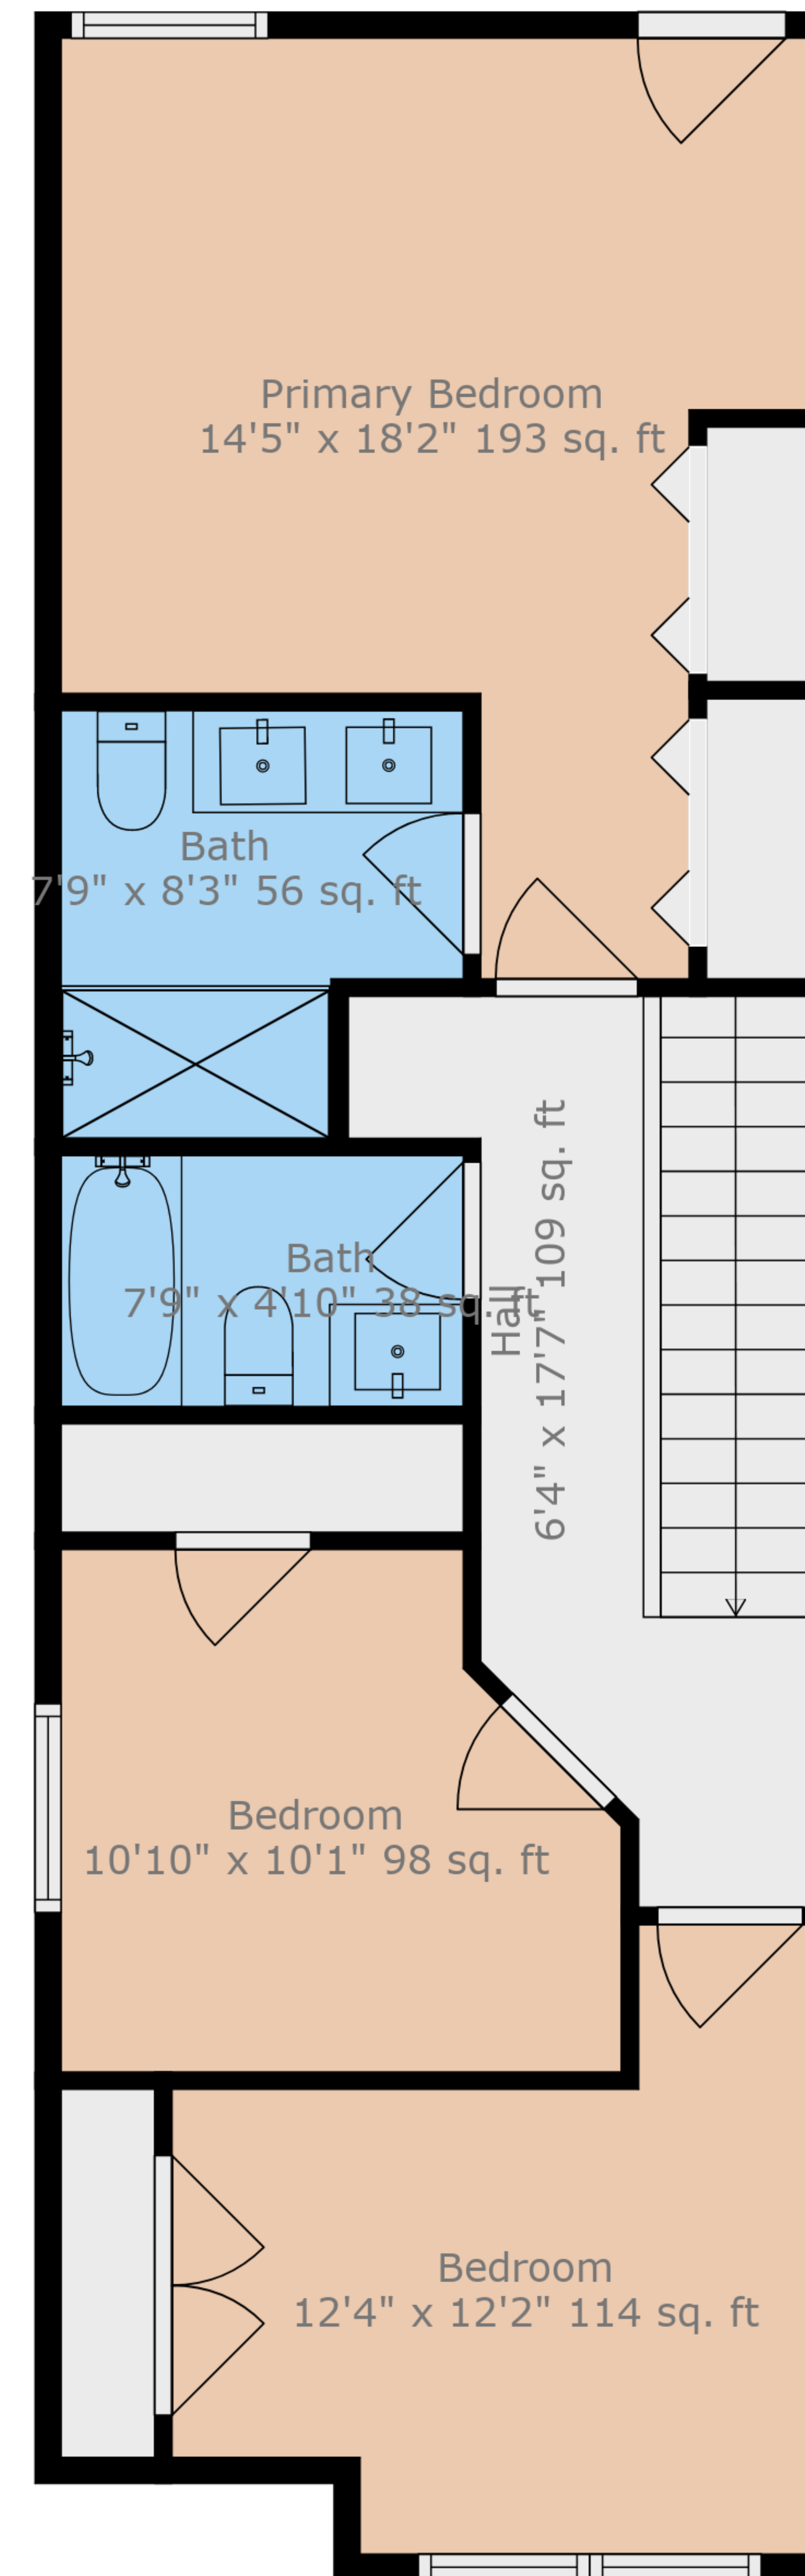 Primary Bedroom
14'5" x 18'2" 193 sq. ft
Bath
7'9" x 8'3" 56 sq. ft
Bath
7'9" x 4'10" 38 sq. ft
Hall
6'4" x 17'7" 109 sq. ft
Bedroom
10'10" x 10'1" 98 sq. ft
Bedroom
12'4" x 12'2" 114 sq. ft